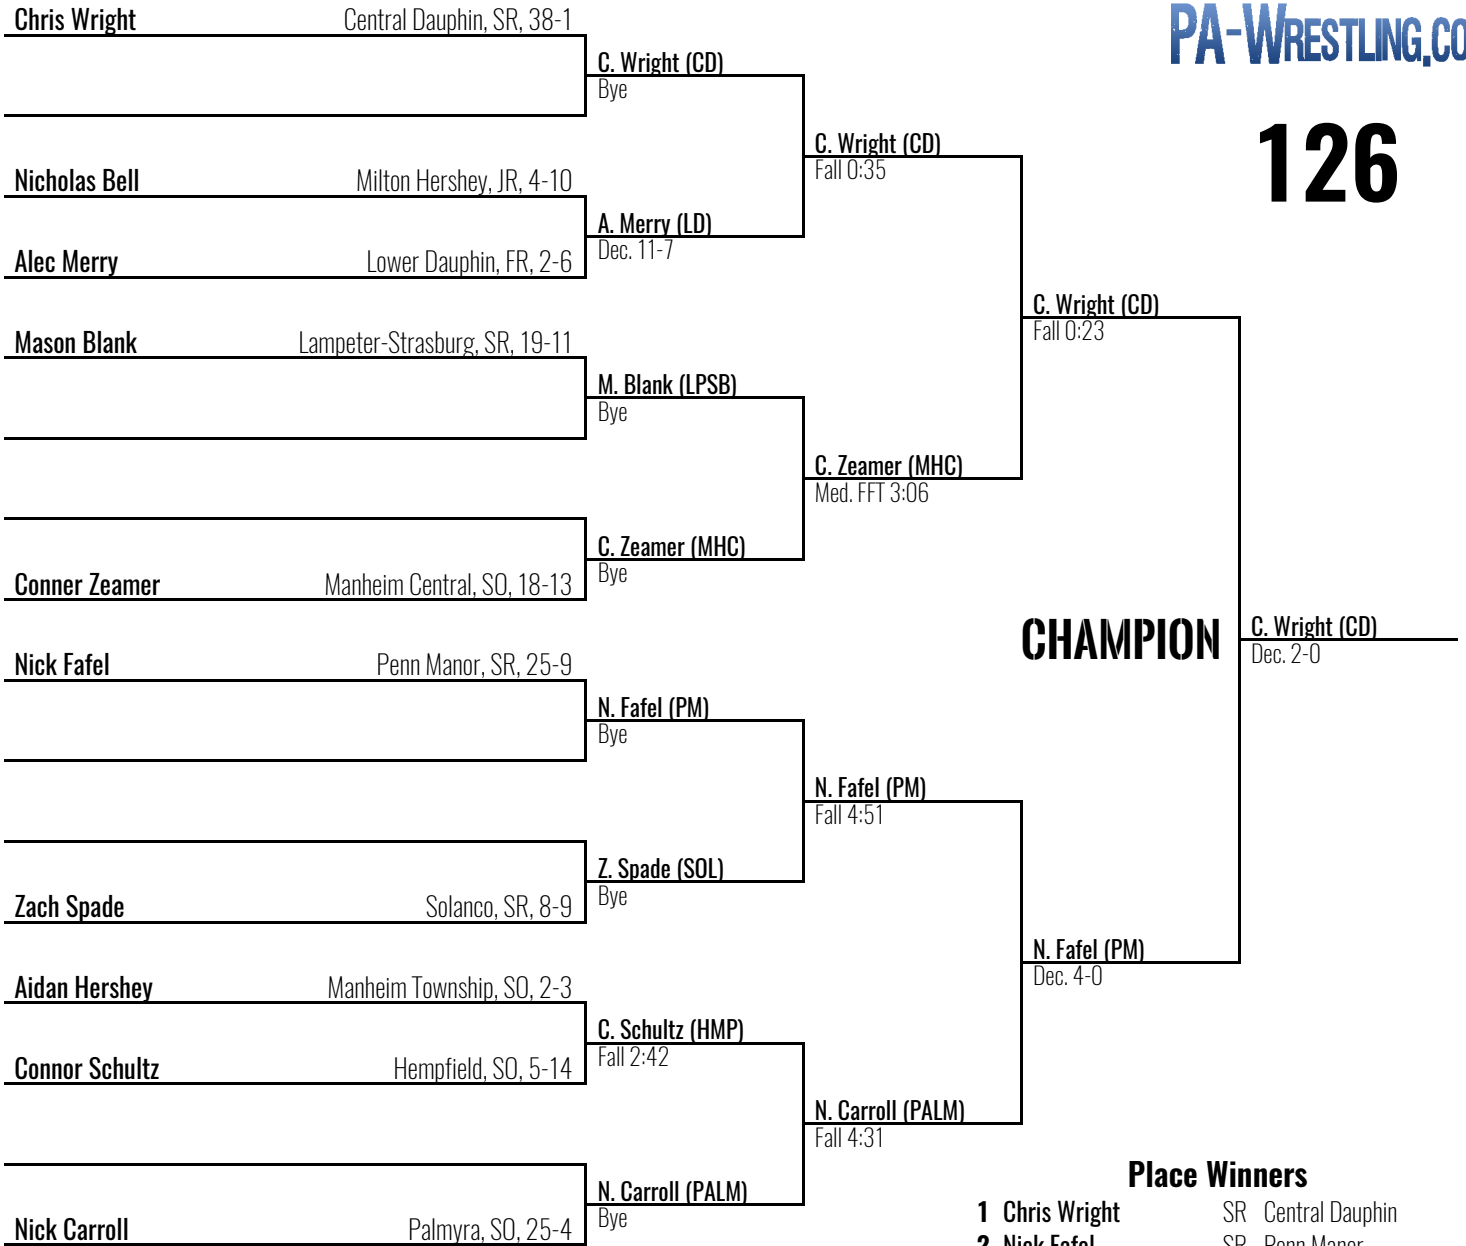 Chris Wright Central Dauphin, SR, 38-1
PA-WRESTLING.CO
C. Wright (CD)
Bye
126
C. Wright (CD)
Fall 0:35
Nicholas Bell Milton Hershey, JR, 4-10
A. Merry (LD)
Dec. 11-7
Alec Merry Lower Dauphin, FR, 2-6
C. Wright (CD)
Fall 0:23
Mason Blank Lampeter-Strasburg, SR, 19-11
M. Blank (LPSB)
Bye
C. Zeamer (MHC)
Med. FFT 3:06
C. Zeamer (MHC)
Bye
Conner Zeamer Manheim Central, SO, 18-13
CHAMPION
C. Wright (CD)
Dec. 2-0
Nick Fafel Penn Manor, SR, 25-9
N. Fafel (PM)
Bye
N. Fafel (PM)
Fall 4:51
Z. Spade (SOL)
Bye
Zach Spade Solanco, SR, 8-9
N. Fafel (PM)
Dec. 4-0
Aidan Hershey Manheim Township, SO, 2-3
C. Schultz (HMP)
Fall 2:42
Connor Schultz Hempfield, SO, 5-14
N. Carroll (PALM)
Fall 4:31
N. Carroll (PALM)
Bye
Nick Carroll Palmyra, SO, 25-4
Place Winners
1 Chris Wright SR Central Dauphin
2 Nick Fafel SR Penn Manor